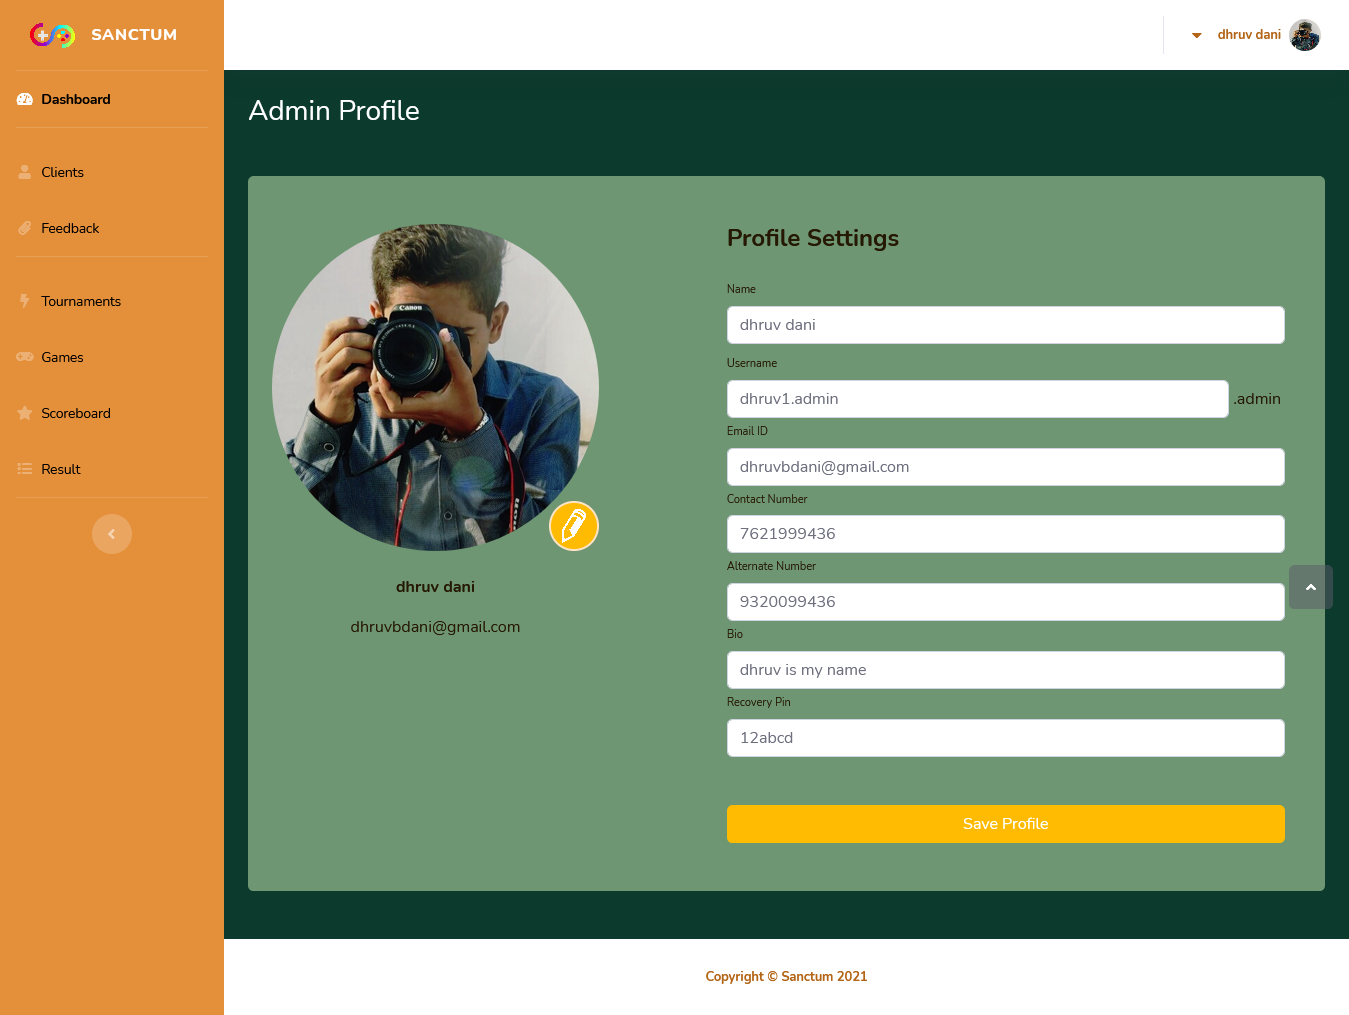 SANCTUM
dhruv dani
Dashboard
Clients
Feedback
Tournaments
Games
Scoreboard
Result
Admin Profile
Canon
dhruv dani
dhruvbdani@gmail.com
Profile Settings
Name
dhruv dani
Username
dhruv1.admin .admin
Email ID
dhruvbdani@gmail.com
Contact Number
7621999436
Alternate Number
9320099436
Bio
dhruv is my name
Recovery Pin
12abcd
Save Profile
Copyright © Sanctum 2021